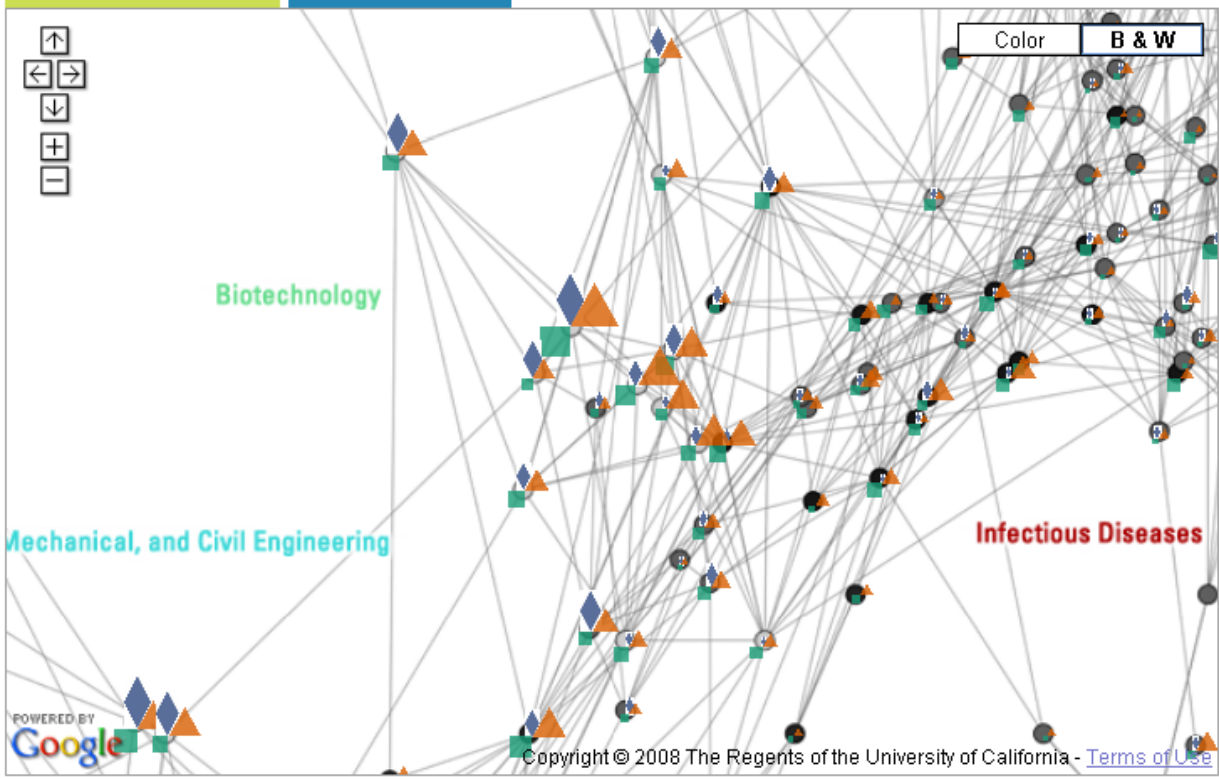 Color
B & W
Biotechnology
Mechanical, and Civil Engineering
Infectious Diseases
POWERED BY
Google
Copyright © 2008 The Regents of the University of California - Terms of Use